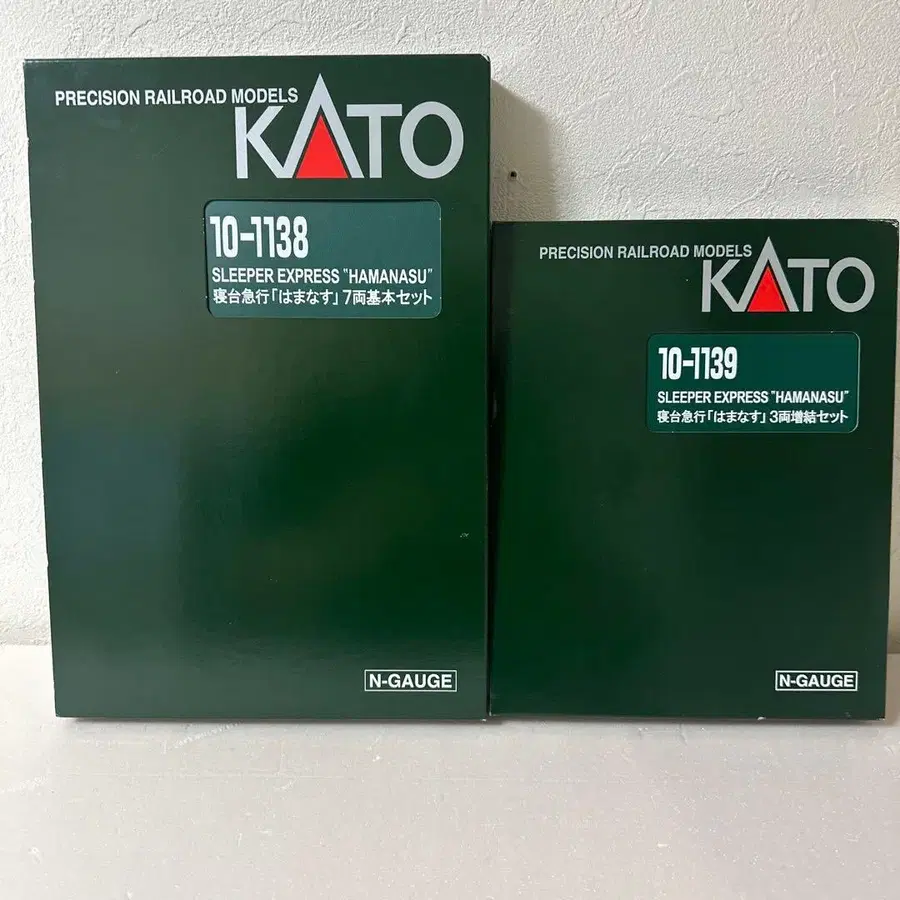 PRECISION RAILROAD MODELS
KATO
10-1138
SLEEPER EXPRESS "HAMANASU"
寝台急行「はまなす」7両基本セット
N-GAUGE
PRECISION RAILROAD MODELS
KATO
10-1139
SLEEPER EXPRESS "HAMANASU"
寝台急行「はまなす」3両増結セット
N-GAUGE